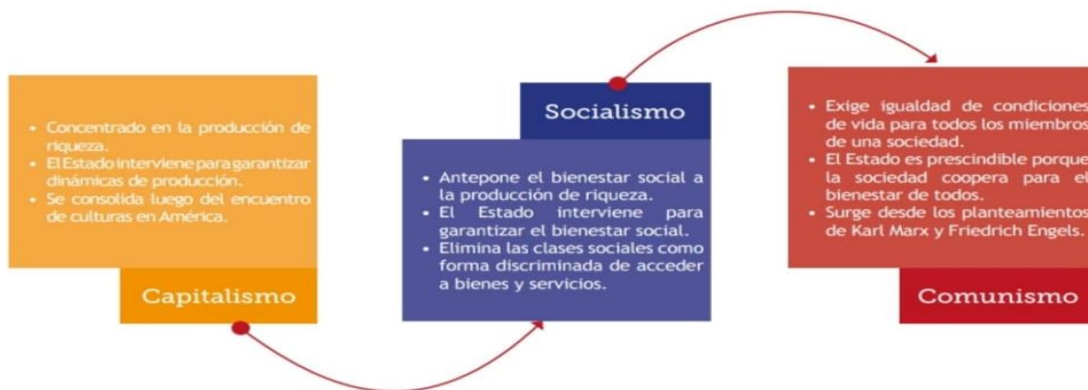 • Concentrado en la producción de
riqueza.
• El Estado interviene para garantizar
dinámicas de producción.
• Se consolida luego del encuentro
de culturas en América.
Capitalismo
Socialismo
• Antepone el bienestar social a
la producción de riqueza.
• El Estado interviene para
garantizar el bienestar social.
• Elimina las clases sociales como
forma discriminada de acceder
a bienes y servicios.
• Exige igualdad de condiciones
de vida para todos los miembros
de una sociedad.
• El Estado es prescindible porque
la sociedad coopera para el
bienestar de todos.
• Surge desde los planteamientos
de Karl Marx y Friedrich Engels.
Comunismo